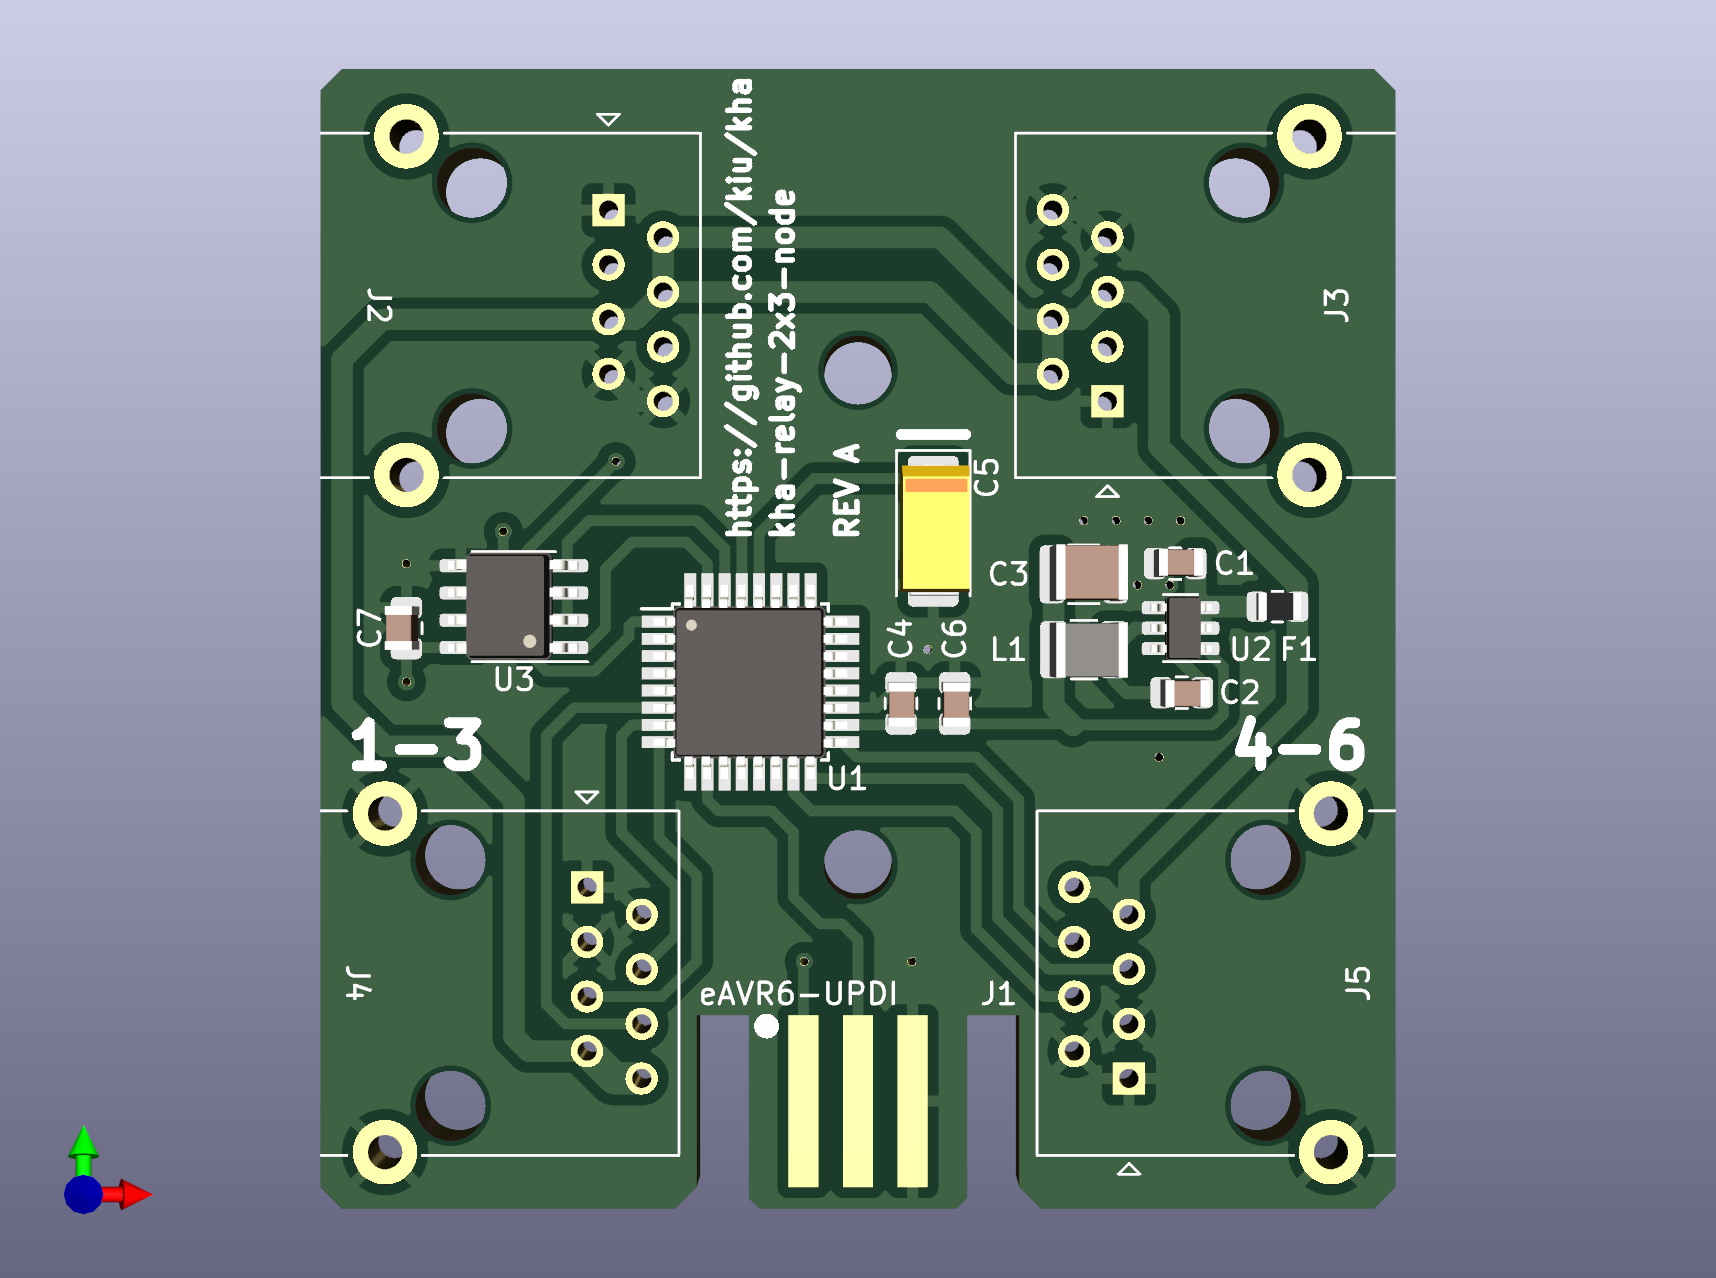 https://github.com/kiu/kha
kha-relay-2x3-node
REV A
J2
J3
C5
C3
C1
C7
U3
C4
C6
L1
U2
F1
C2
1-3
4-6
U1
J4
eAVR6-UPDI
J1
J5